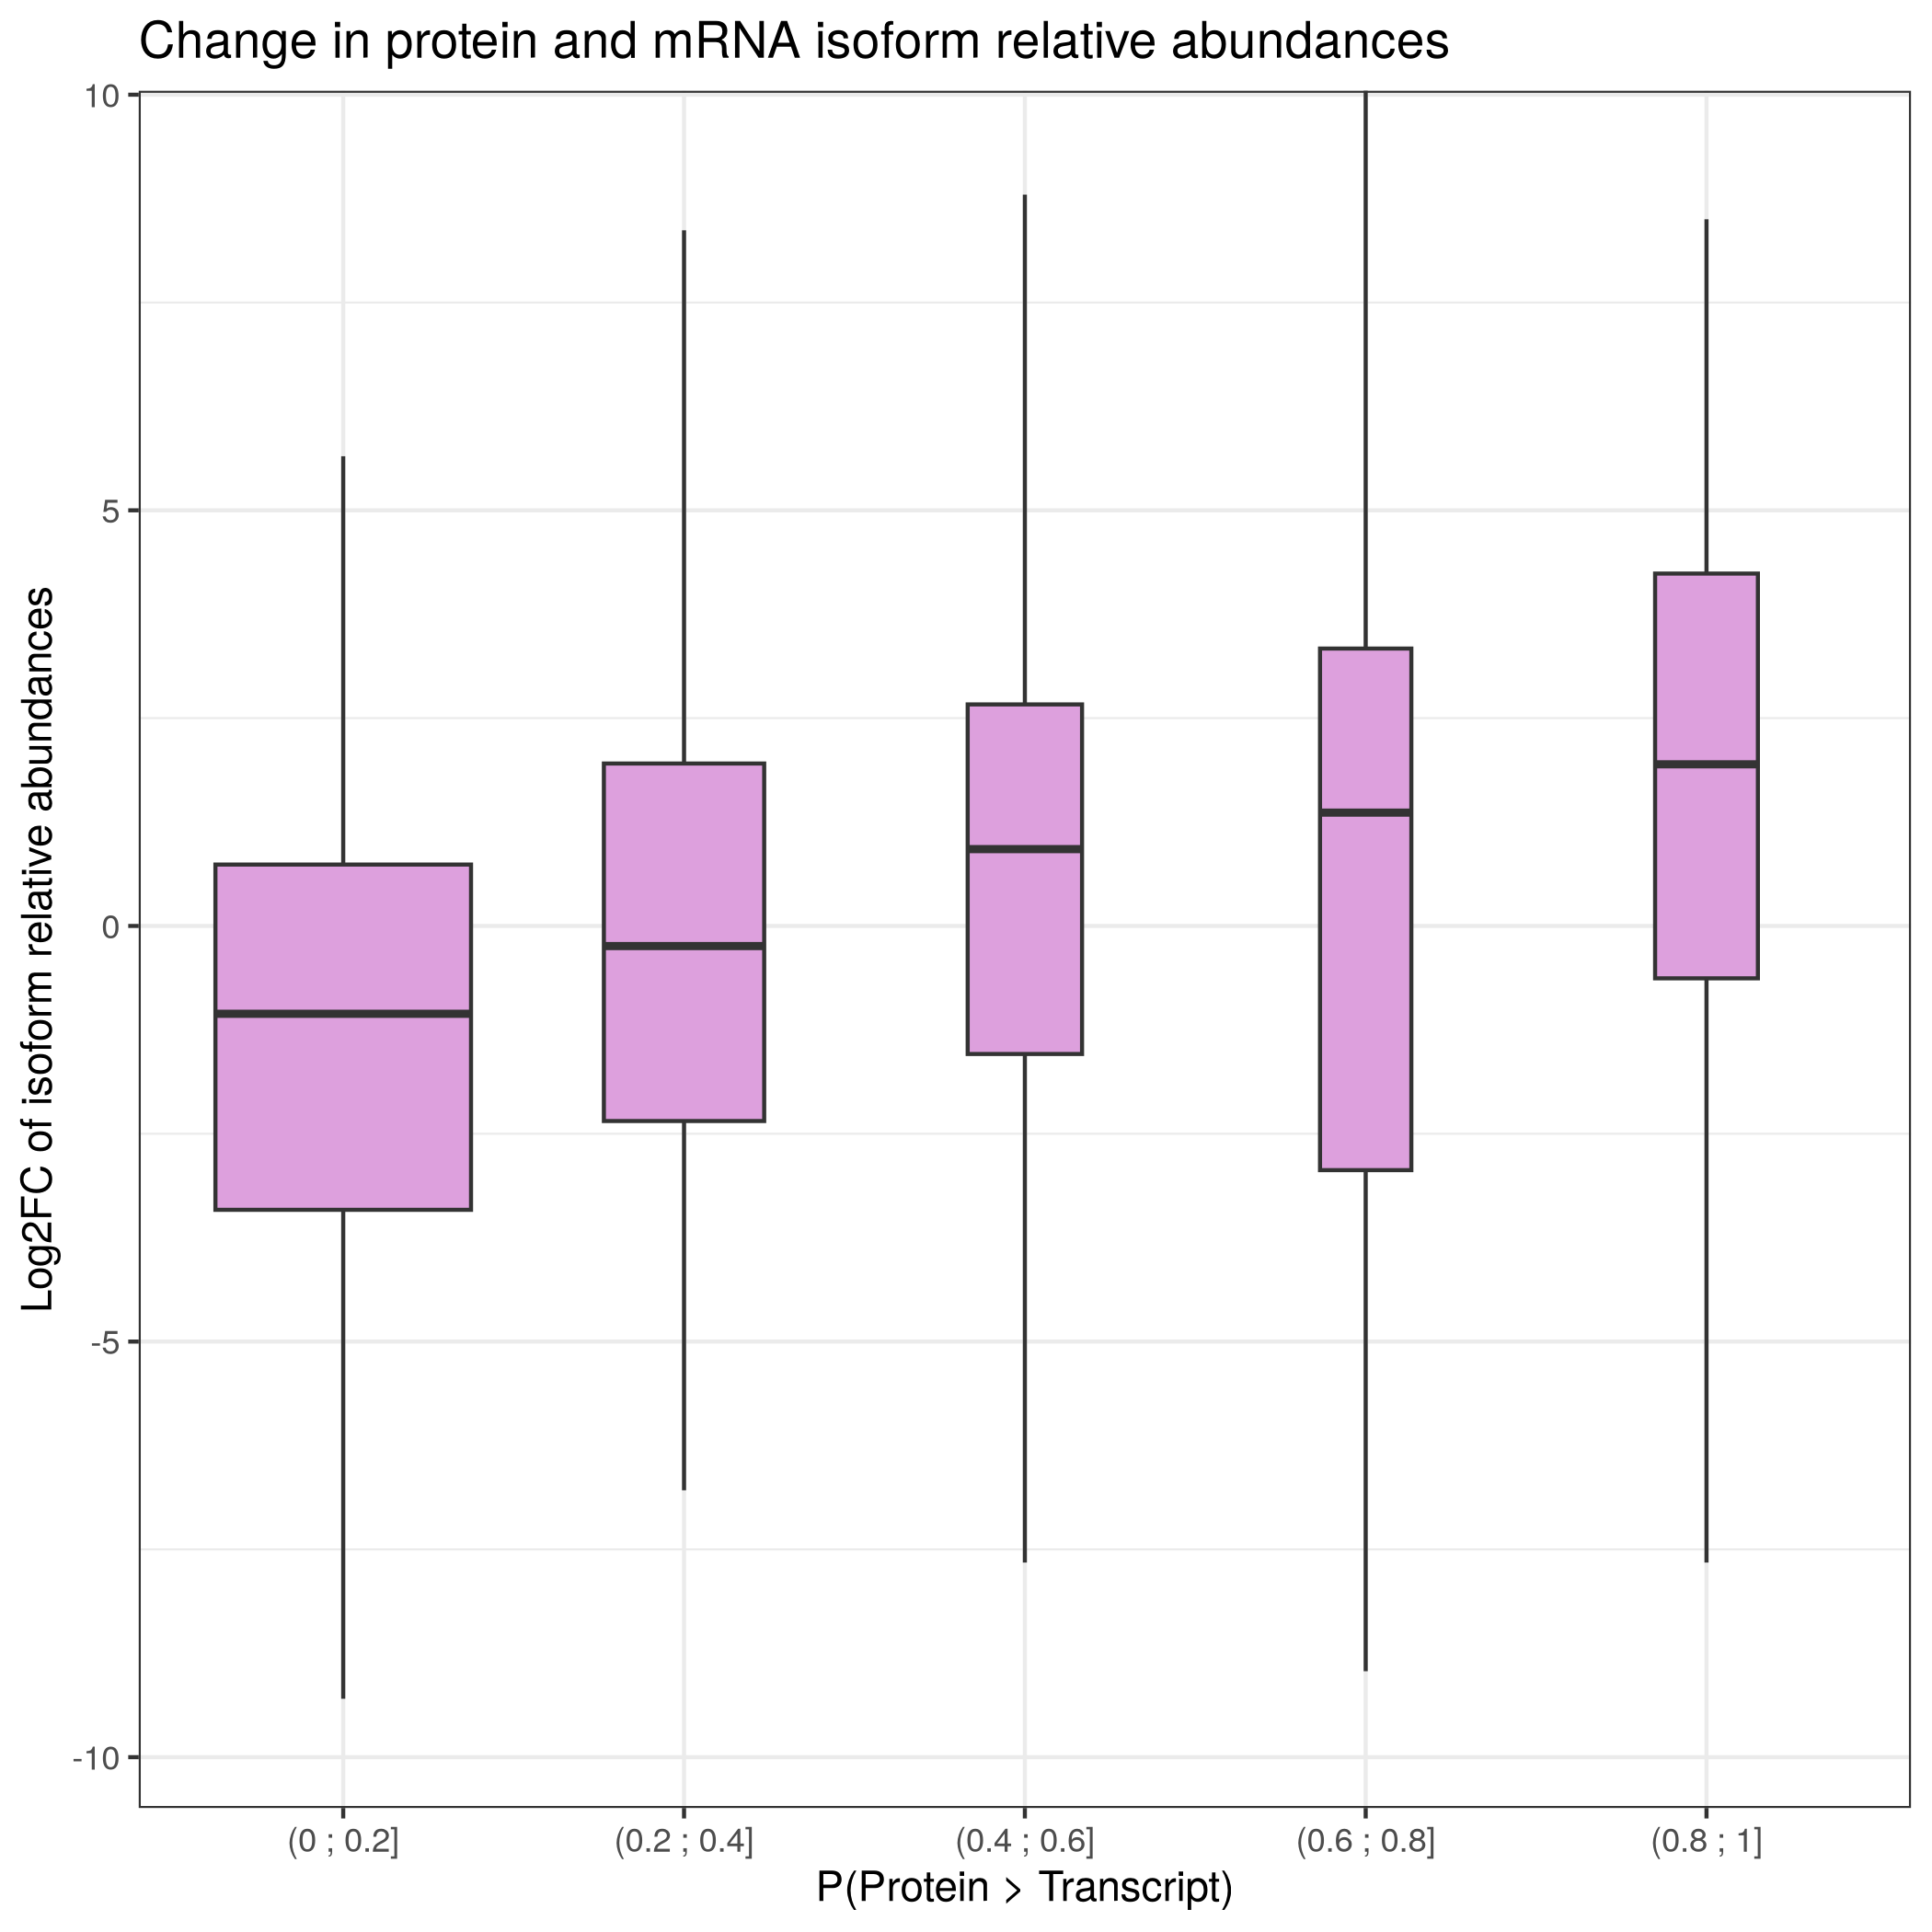 Change in protein and mRNA isoform relative abundances
Log2FC of isoform relative abundances
10
5
0
-5
-10
(0 ; 0.2]
(0.2 ; 0.4]
(0.4 ; 0.6]
(0.6 ; 0.8]
(0.8 ; 1]
P(Protein > Transcript)